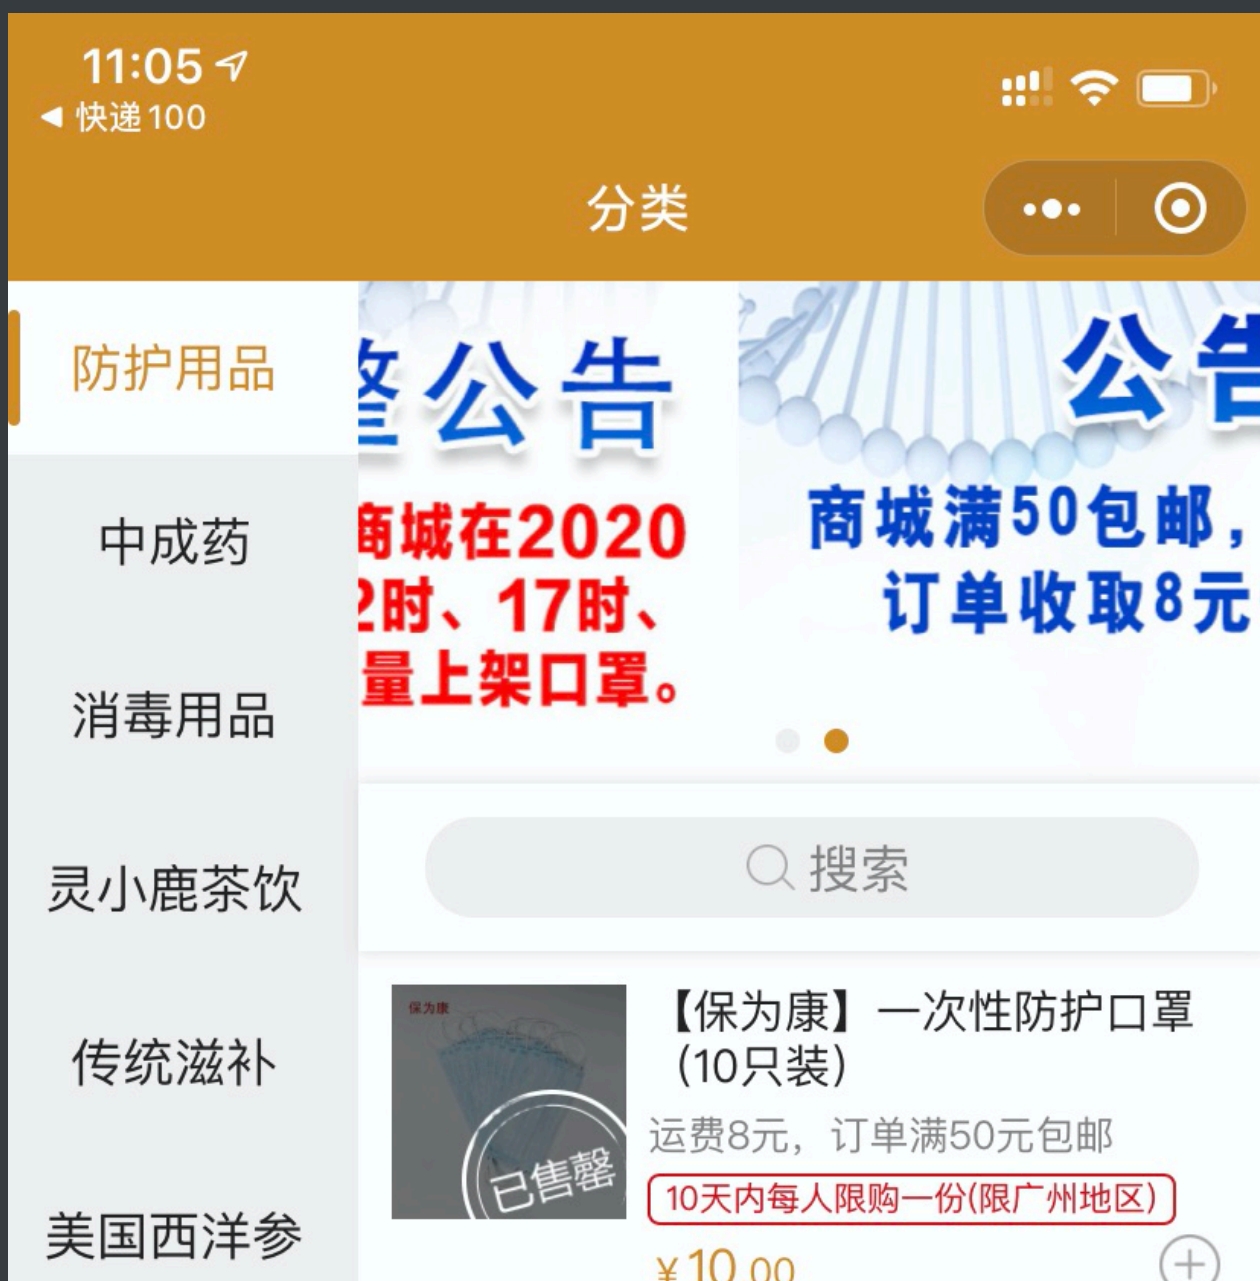 11:05
快递100
分类
防护用品
中成药
消毒用品
灵小鹿茶饮
传统滋补
美国西洋参
整公告
商城在2020
2时、17时、
量上架口罩。
公告
商城满50包邮，
订单收取8元
搜索
保为康
已售罄
【保为康】一次性防护口罩
（10只装）
运费8元，订单满50元包邮
10天内每人限购一份(限广州地区)
¥10.00